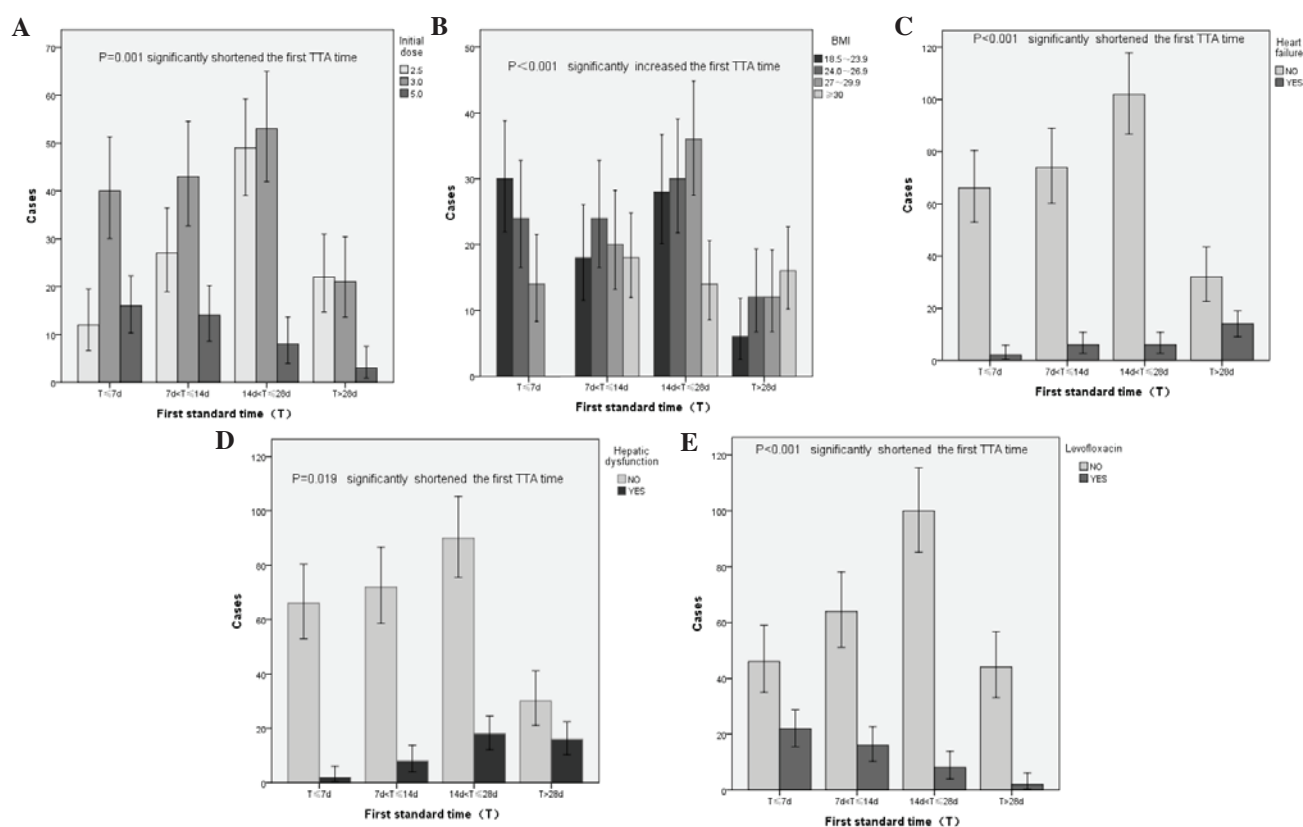 A
P=0.001 significantly shortened the first TTA time
Initial
dose
2.5
3.0
5.0
70
60
50
40
30
20
10
0
Cases
T≤7d
7d<T≤14d
14d<T≤28d
T>28d
First standard time（T）
B
P<0.001 significantly increased the first TTA time
BMI
18.5~23.9
24.0~26.9
27~29.9
≥30
50
40
30
20
10
0
Cases
T≤7d
7d<T≤14d
14d<T≤28d
T>28d
First standard time（T）
C
P<0.001 significantly shortened the first TTA time
Heart
failure
NO
YES
120
100
80
60
40
20
0
Cases
T≤7d
7d<T≤14d
14d<T≤28d
T>28d
First standard time（T）
D
P=0.019 significantly shortened the first TTA time
Hepatic
dysfunction
NO
YES
120
100
80
60
40
20
0
Cases
T≤7d
7d<T≤14d
14d<T≤28d
T>28d
First standard time（T）
E
P<0.001 significantly shortened the first TTA time
Levofloxacin
NO
YES
120
100
80
60
40
20
0
Cases
T≤7d
7d<T≤14d
14d<T≤28d
T>28d
First standard time（T）